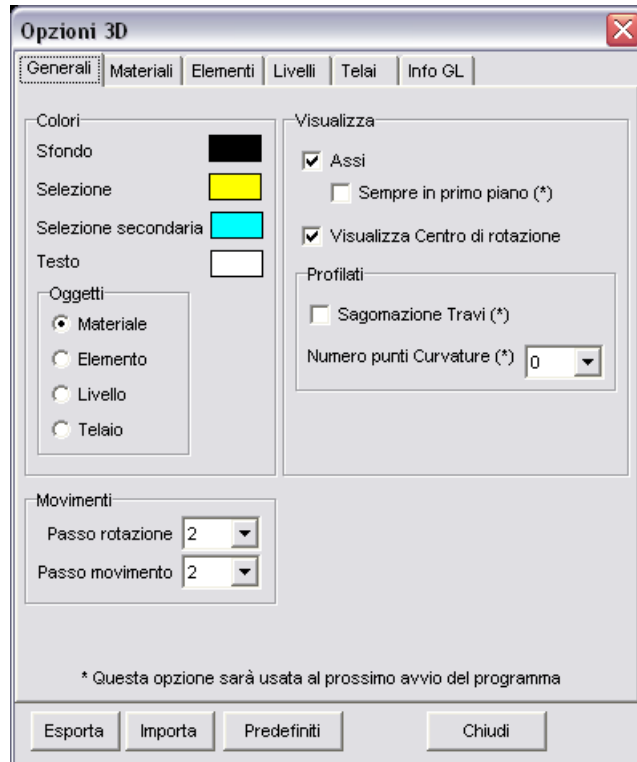 Opzioni 3D
Generali Materiali Elementi Livelli Telai Info GL
Colori
Sfondo
Selezione
Selezione secondaria
Testo
Oggetti
Materiale
Elemento
Livello
Telaio
Visualizza
Assi
Sempre in primo piano (*)
Visualizza Centro di rotazione
Profilati
Sagomazione Travi (*)
Numero punti Curvature (*) 0
Movimenti
Passo rotazione 2
Passo movimento 2
* Questa opzione sarà usata al prossimo avvio del programma
Esporta Importa Predefiniti Chiudi